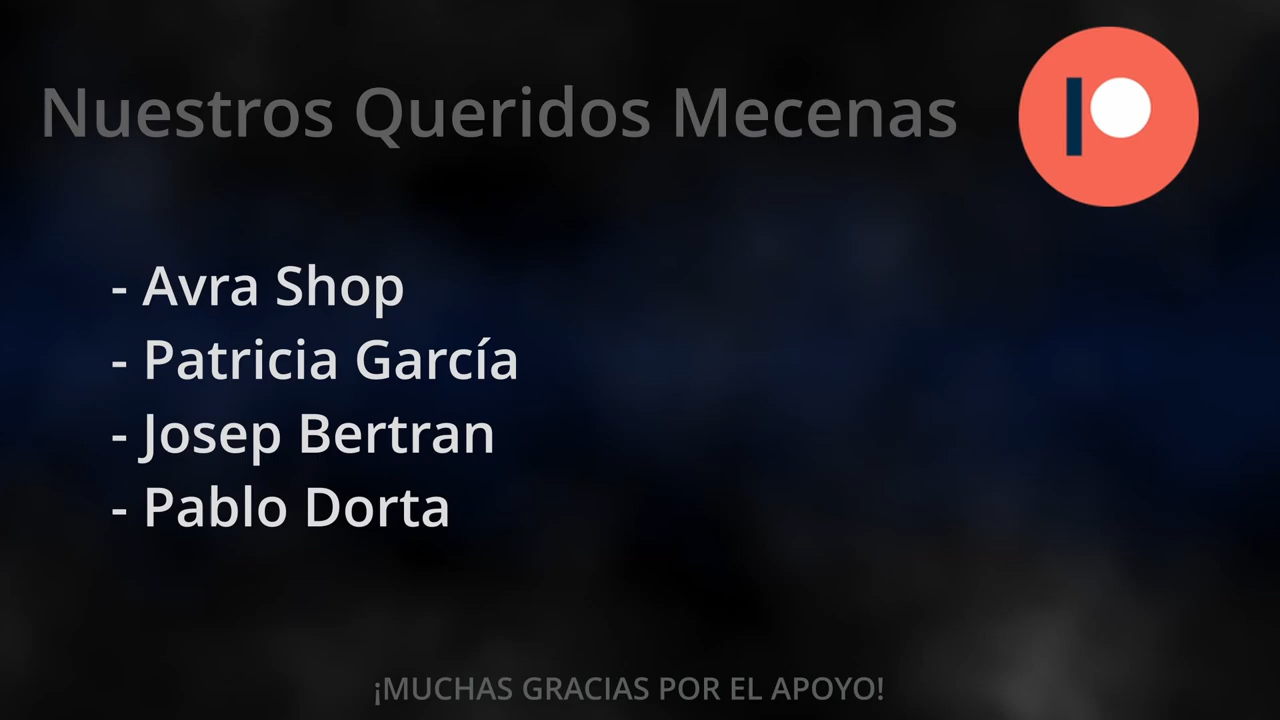 Nuestros Queridos Mecenas
- Avra Shop
- Patricia García
- Josep Bertran
- Pablo Dorta
¡MUCHAS GRACIAS POR EL APOYO!